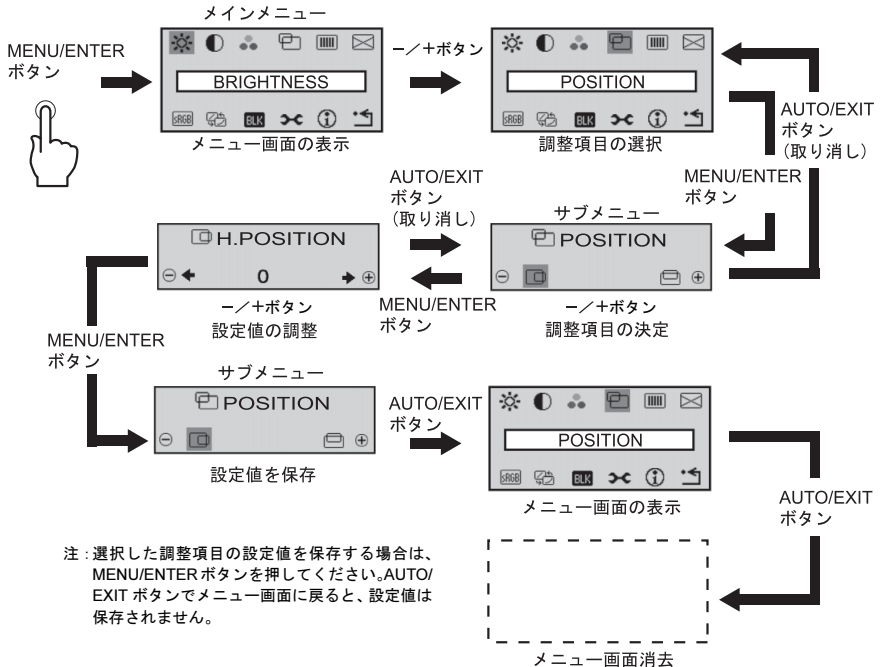 メインメニュー
MENU/ENTER
ボタン
BRIGHTNESS
sRGB
BLK
メニュー画面の表示
−／+ボタン
POSITION
sRGB
BLK
調整項目の選択
AUTO/EXIT
ボタン
（取り消し）
MENU/ENTER
ボタン
サブメニュー
POSITION
−／+ボタン
調整項目の決定
AUTO/EXIT
ボタン
（取り消し）
MENU/ENTER
ボタン
H.POSITION
0
−／+ボタン
設定値の調整
MENU/ENTER
ボタン
サブメニュー
POSITION
設定値を保存
AUTO/EXIT
ボタン
POSITION
sRGB
BLK
メニュー画面の表示
AUTO/EXIT
ボタン
メニュー画面消去
注：選択した調整項目の設定値を保存する場合は、
MENU/ENTERボタンを押してください。AUTO/
EXIT ボタンでメニュー画面に戻ると、設定値は
保存されません。